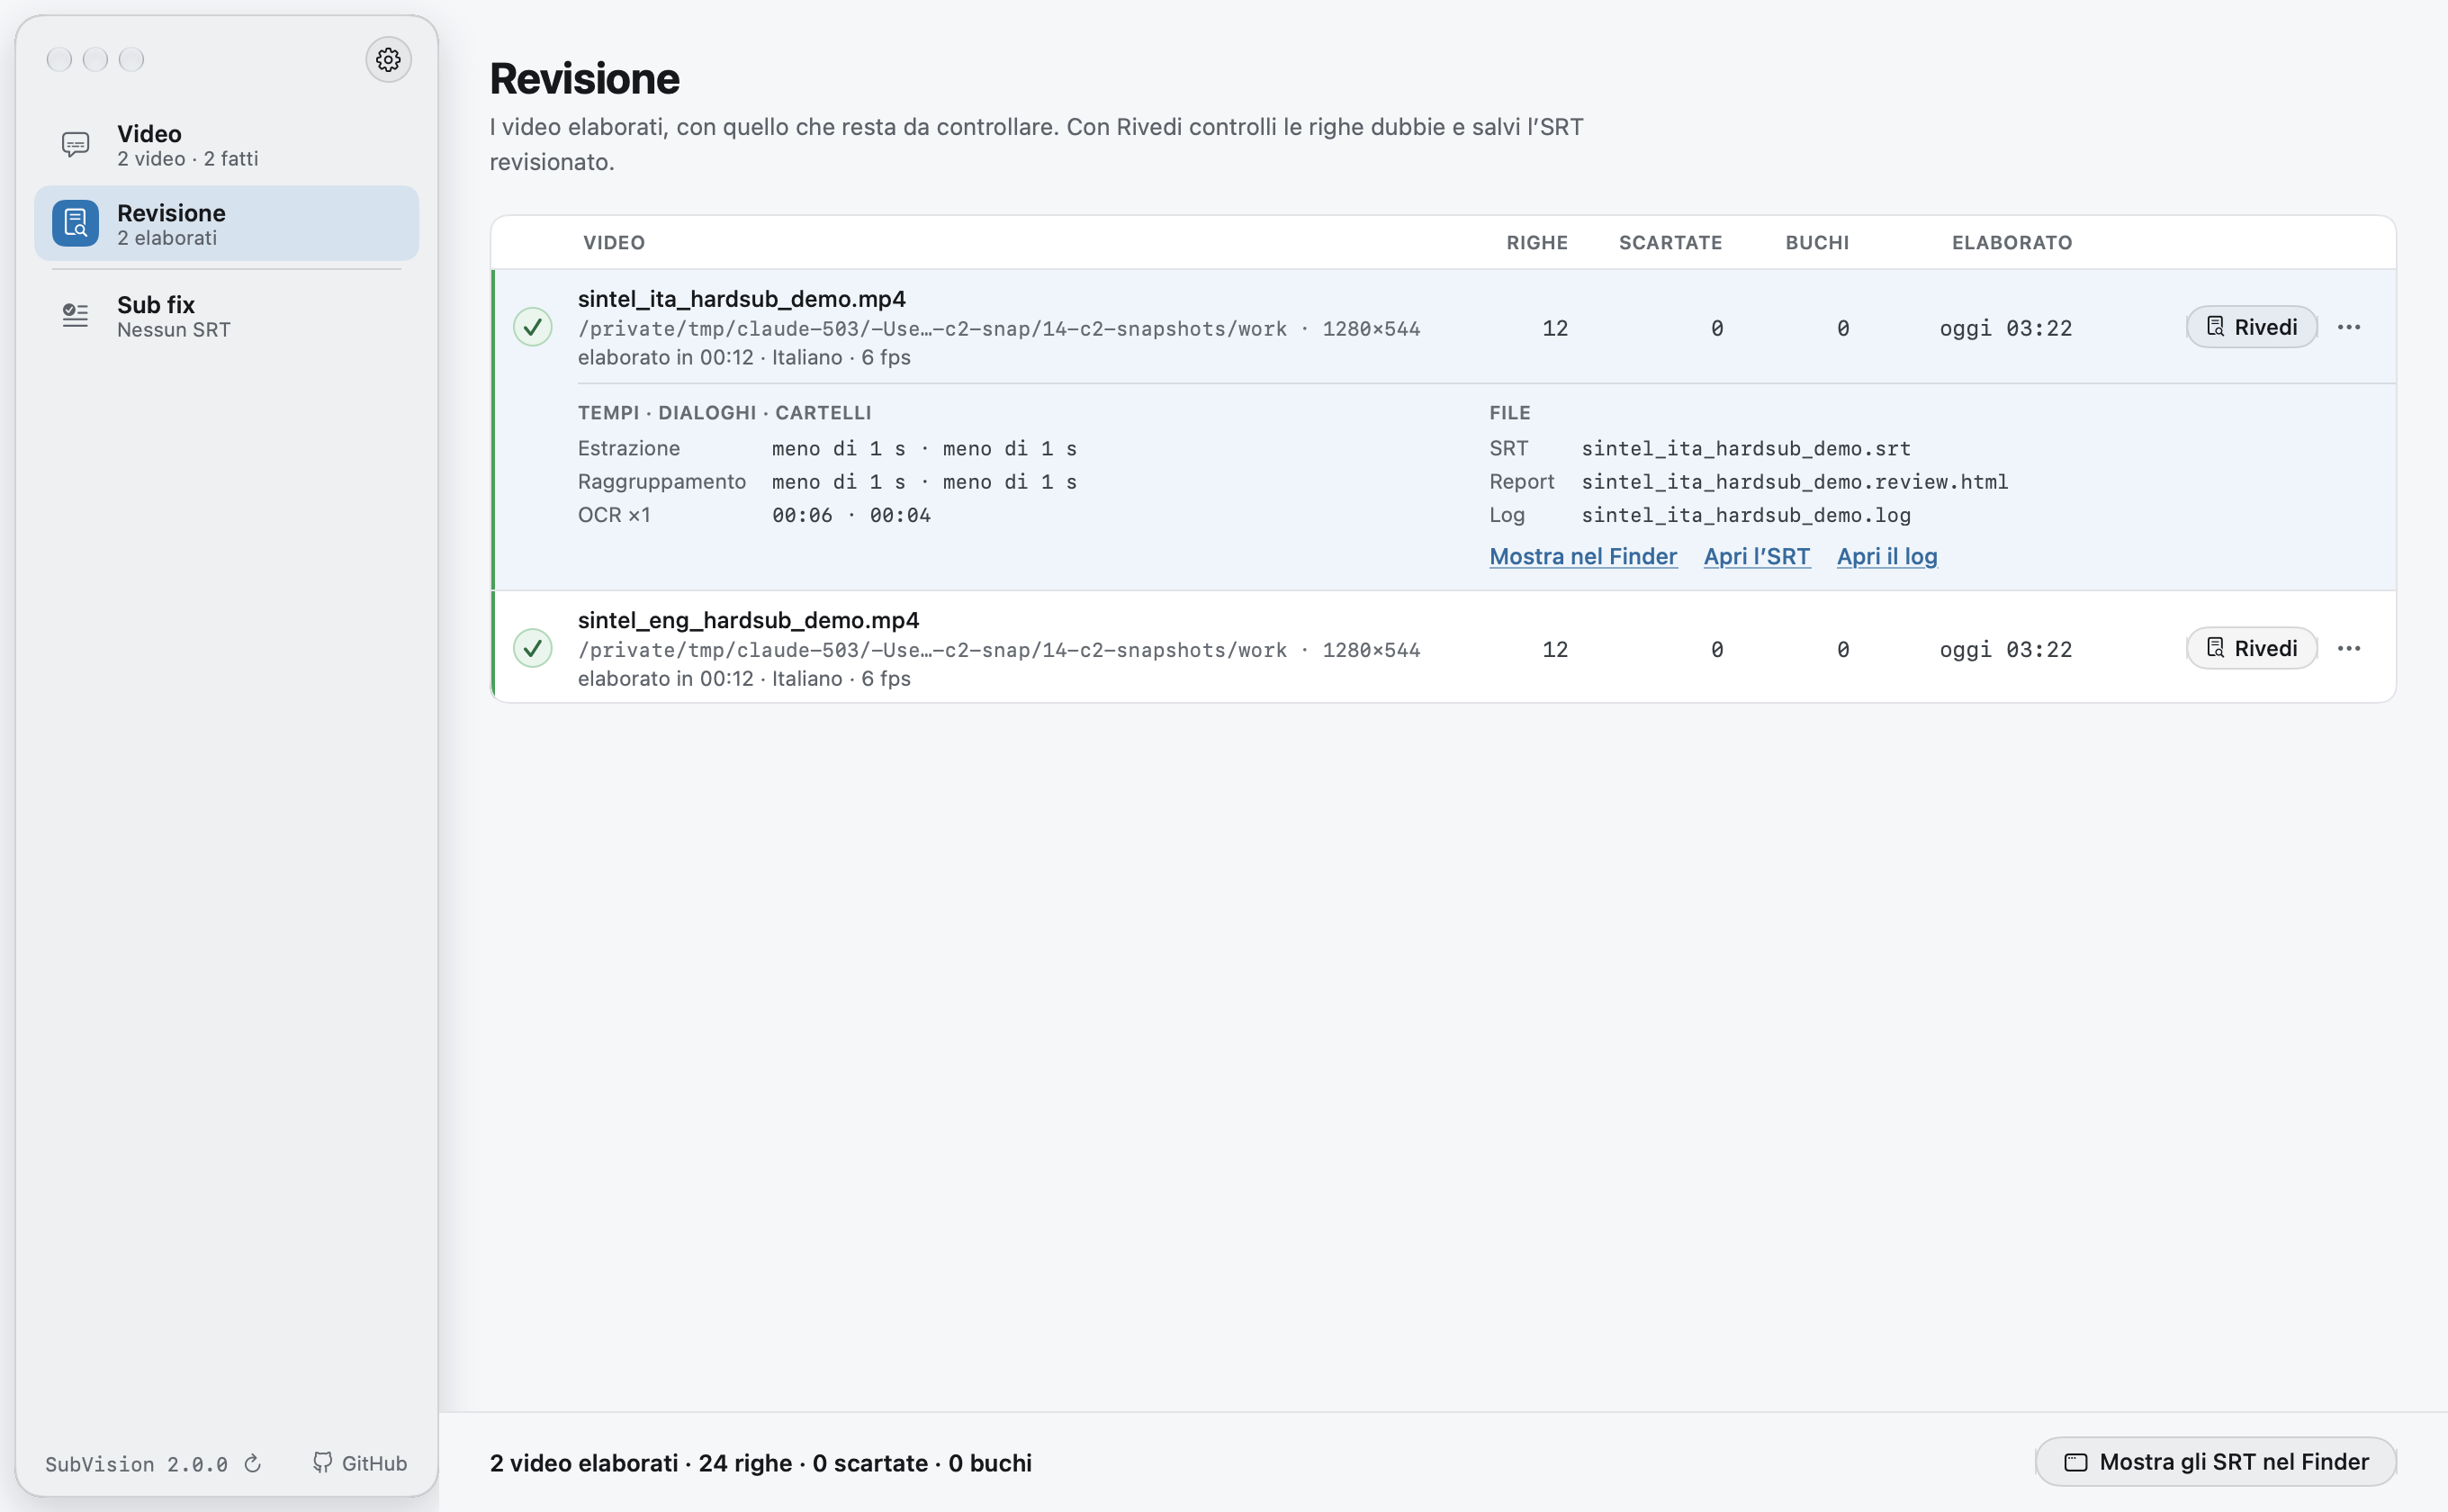 Video
2 video · 2 fatti
Revisione
2 elaborati
Sub fix
Nessun SRT
SubVision 2.0.0
GitHub
Revisione
I video elaborati, con quello che resta da controllare. Con Rivedi controlli le righe dubbie e salvi l’SRT
revisionato.
VIDEO RIGHE SCARTATE BUCHI ELABORATO
sintel_ita_hardsub_demo.mp4
/private/tmp/claude-503/-Use…-c2-snap/14-c2-snapshots/work · 1280×544
elaborato in 00:12 · Italiano · 6 fps
12 0 0 oggi 03:22 Rivedi
TEMPI · DIALOGHI · CARTELLI
Estrazione meno di 1 s · meno di 1 s
Raggruppamento meno di 1 s · meno di 1 s
OCR ×1 00:06 · 00:04
FILE
SRT sintel_ita_hardsub_demo.srt
Report sintel_ita_hardsub_demo.review.html
Log sintel_ita_hardsub_demo.log
Mostra nel Finder Apri l’SRT Apri il log
sintel_eng_hardsub_demo.mp4
/private/tmp/claude-503/-Use…-c2-snap/14-c2-snapshots/work · 1280×544
elaborato in 00:12 · Italiano · 6 fps
12 0 0 oggi 03:22 Rivedi
2 video elaborati · 24 righe · 0 scartate · 0 buchi
Mostra gli SRT nel Finder